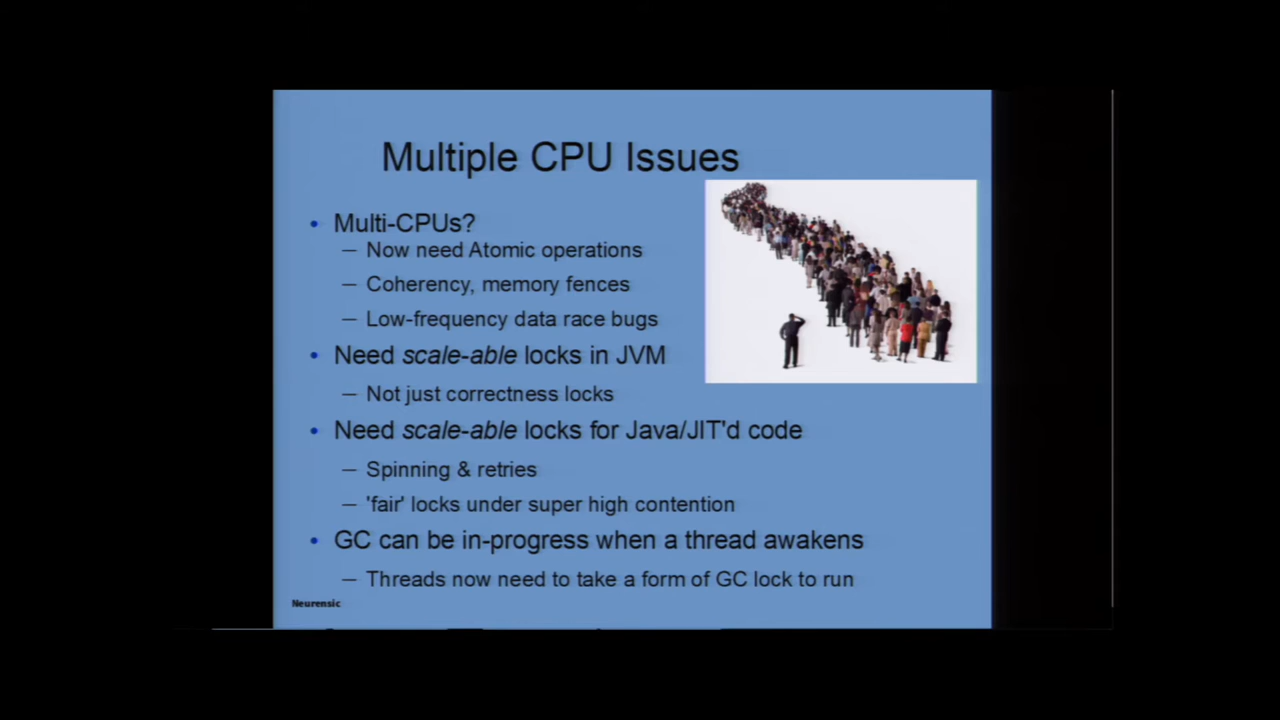 Multiple CPU Issues
• Multi-CPUs?
– Now need Atomic operations
– Coherency, memory fences
– Low-frequency data race bugs
• Need scale-able locks in JVM
– Not just correctness locks
• Need scale-able locks for Java/JIT'd code
– Spinning & retries
– 'fair' locks under super high contention
• GC can be in-progress when a thread awakens
– Threads now need to take a form of GC lock to run
Neurensic